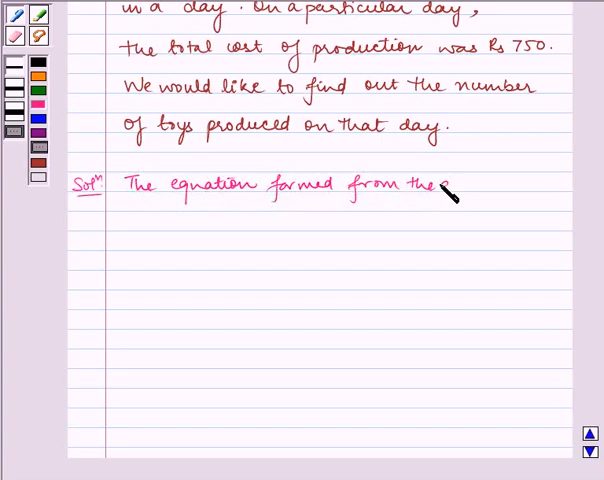 in a day. On a particular day,
the total cost of production was Rs 750.
We would like to find out the number
of toys produced on that day.
Solⁿ The equation formed from the